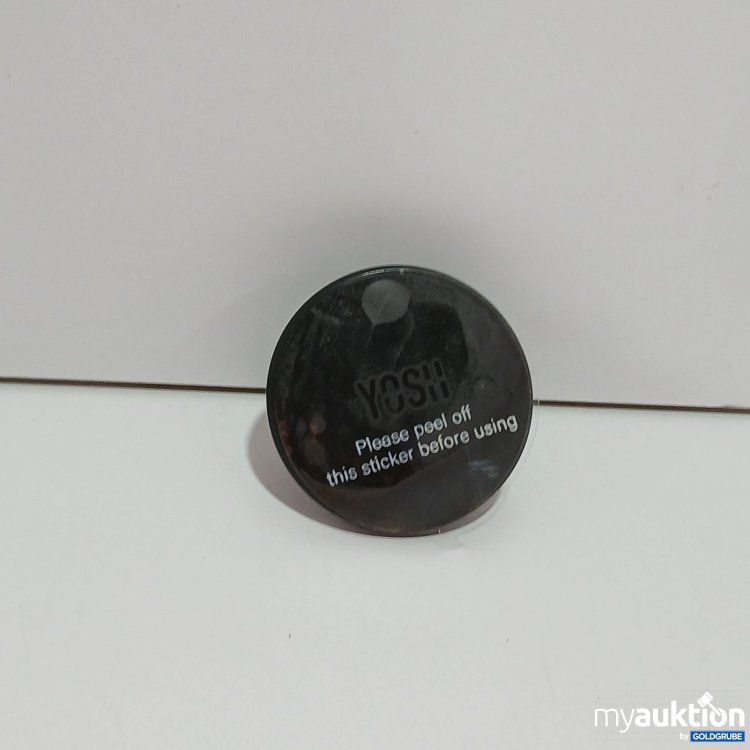 YOSH
Please peel off
this sticker before using
myauktion
by GOLDGRUBE